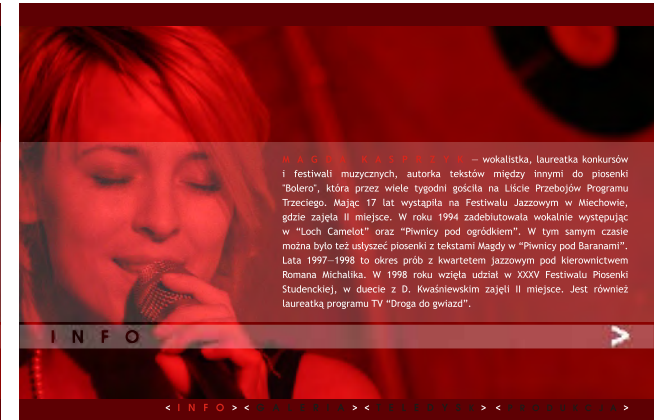 — wokalistka, laureatka konkursów
i festiwali muzycznych, autorka tekstów między innymi do piosenki
"Bolero", która przez wiele tygodni gościła na Liście Przebojów Programu
Trzeciego. Mając 17 lat wystąpiła na Festiwalu Jazzowym w Miechowie,
gdzie zajęła II miejsce. W roku 1994 zadebiutowała wokalnie występując
w “Loch Camelot” oraz “Piwnicy pod ogródkiem”. W tym samym czasie
można było też usłyszeć piosenki z tekstami Magdy w “Piwnicy pod Baranami”.
Lata 1997—1998 to okres prób z kwartetem jazzowym pod kierownictwem
Romana Michalika. W 1998 roku wzięła udział w XXXV Festiwalu Piosenki
Studenckiej, w duecie z D. Kwaśniewskim zajęli II miejsce. Jest również
laureatką programu TV “Droga do gwiazd”.
INFO >
< INFO > < > < > < >